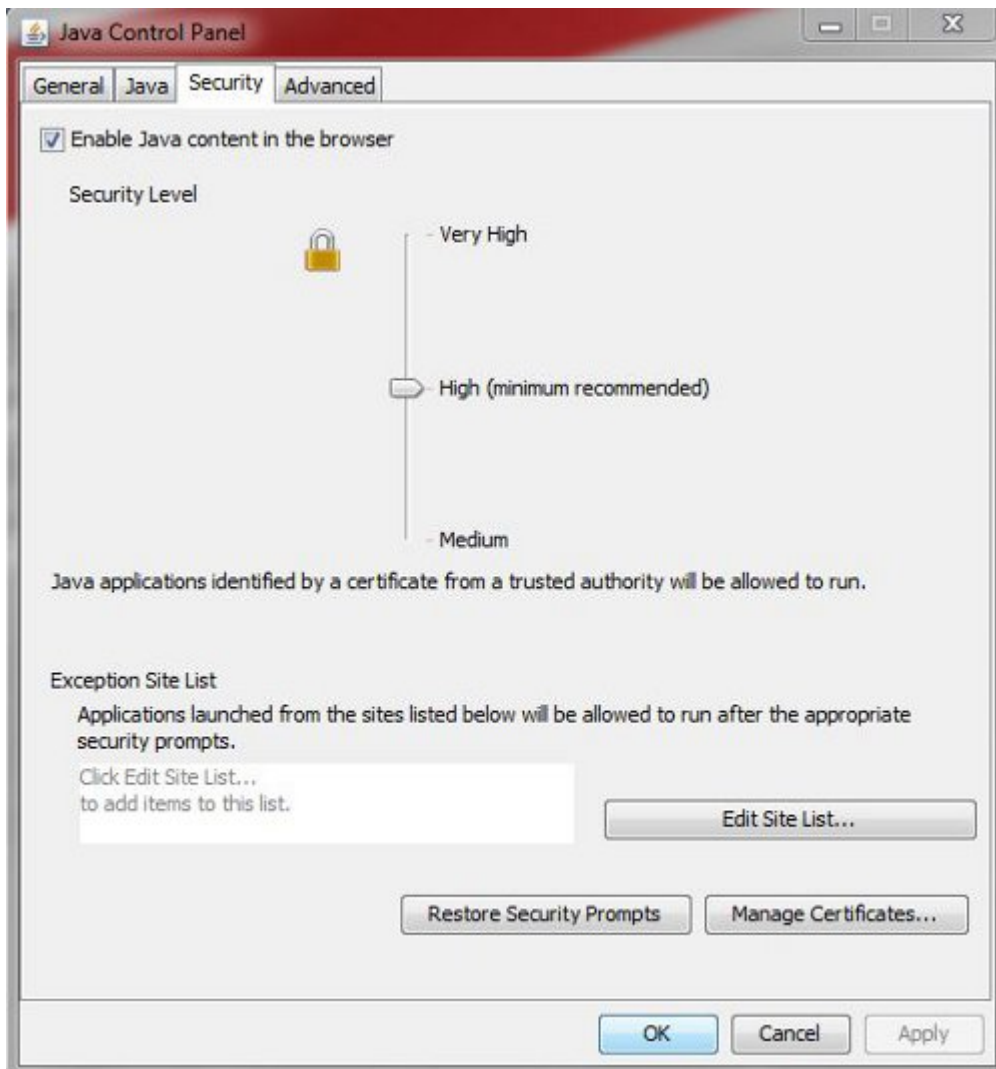 Java Control Panel
General Java Security Advanced
Enable Java content in the browser
Security Level
- Very High
- High (minimum recommended)
- Medium
Java applications identified by a certificate from a trusted authority will be allowed to run.
Exception Site List
Applications launched from the sites listed below will be allowed to run after the appropriate
security prompts.
Click Edit Site List...
to add items to this list.
Edit Site List...
Restore Security Prompts Manage Certificates...
OK Cancel Apply